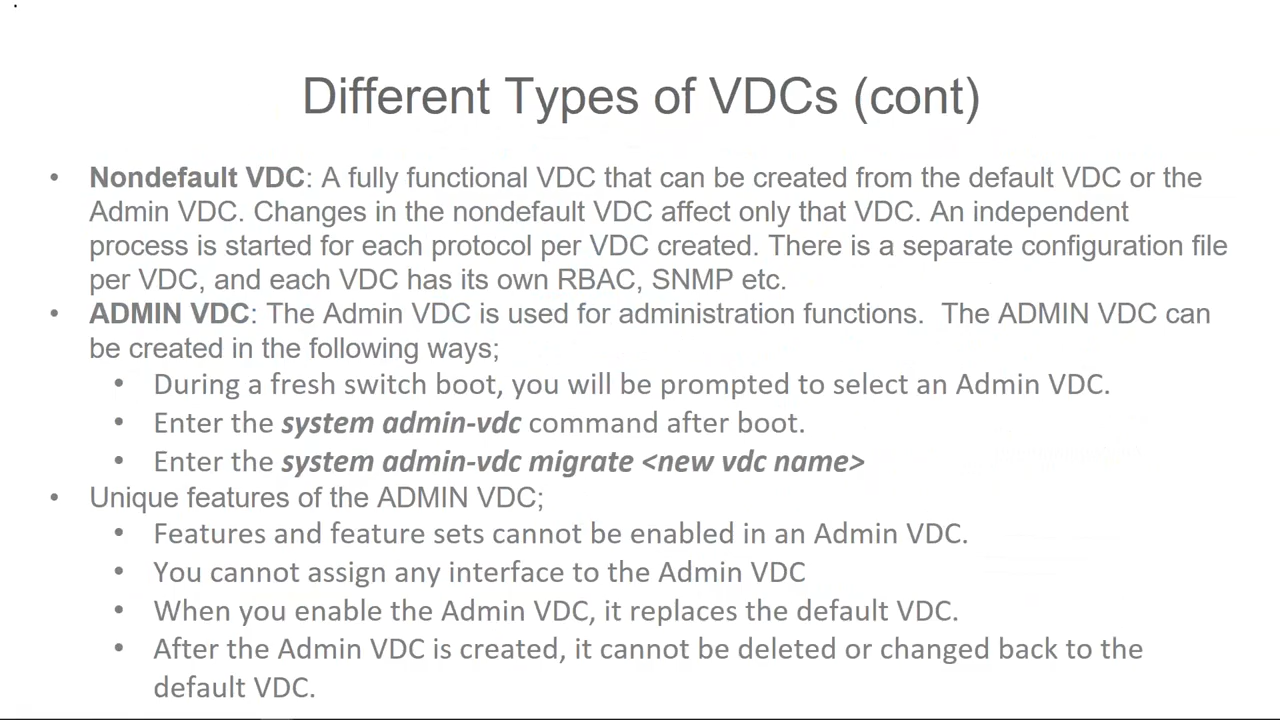 Different Types of VDCs (cont)
• Nondefault VDC: A fully functional VDC that can be created from the default VDC or the
Admin VDC. Changes in the nondefault VDC affect only that VDC. An independent
process is started for each protocol per VDC created. There is a separate configuration file
per VDC, and each VDC has its own RBAC, SNMP etc.
• ADMIN VDC: The Admin VDC is used for administration functions.  The ADMIN VDC can
be created in the following ways;
• During a fresh switch boot, you will be prompted to select an Admin VDC.
• Enter the system admin-vdc command after boot.
• Enter the system admin-vdc migrate <new vdc name>
• Unique features of the ADMIN VDC;
• Features and feature sets cannot be enabled in an Admin VDC.
• You cannot assign any interface to the Admin VDC
• When you enable the Admin VDC, it replaces the default VDC.
• After the Admin VDC is created, it cannot be deleted or changed back to the
default VDC.